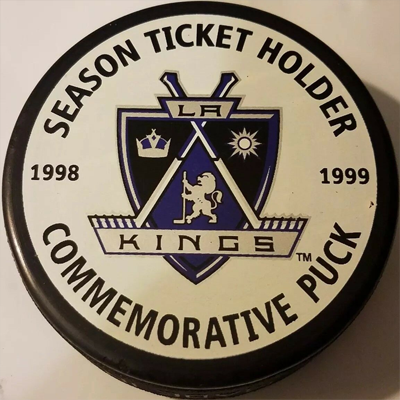 SEASON TICKET HOLDER
LA
1998
1999
KINGS
TM
COMMEMORATIVE PUCK